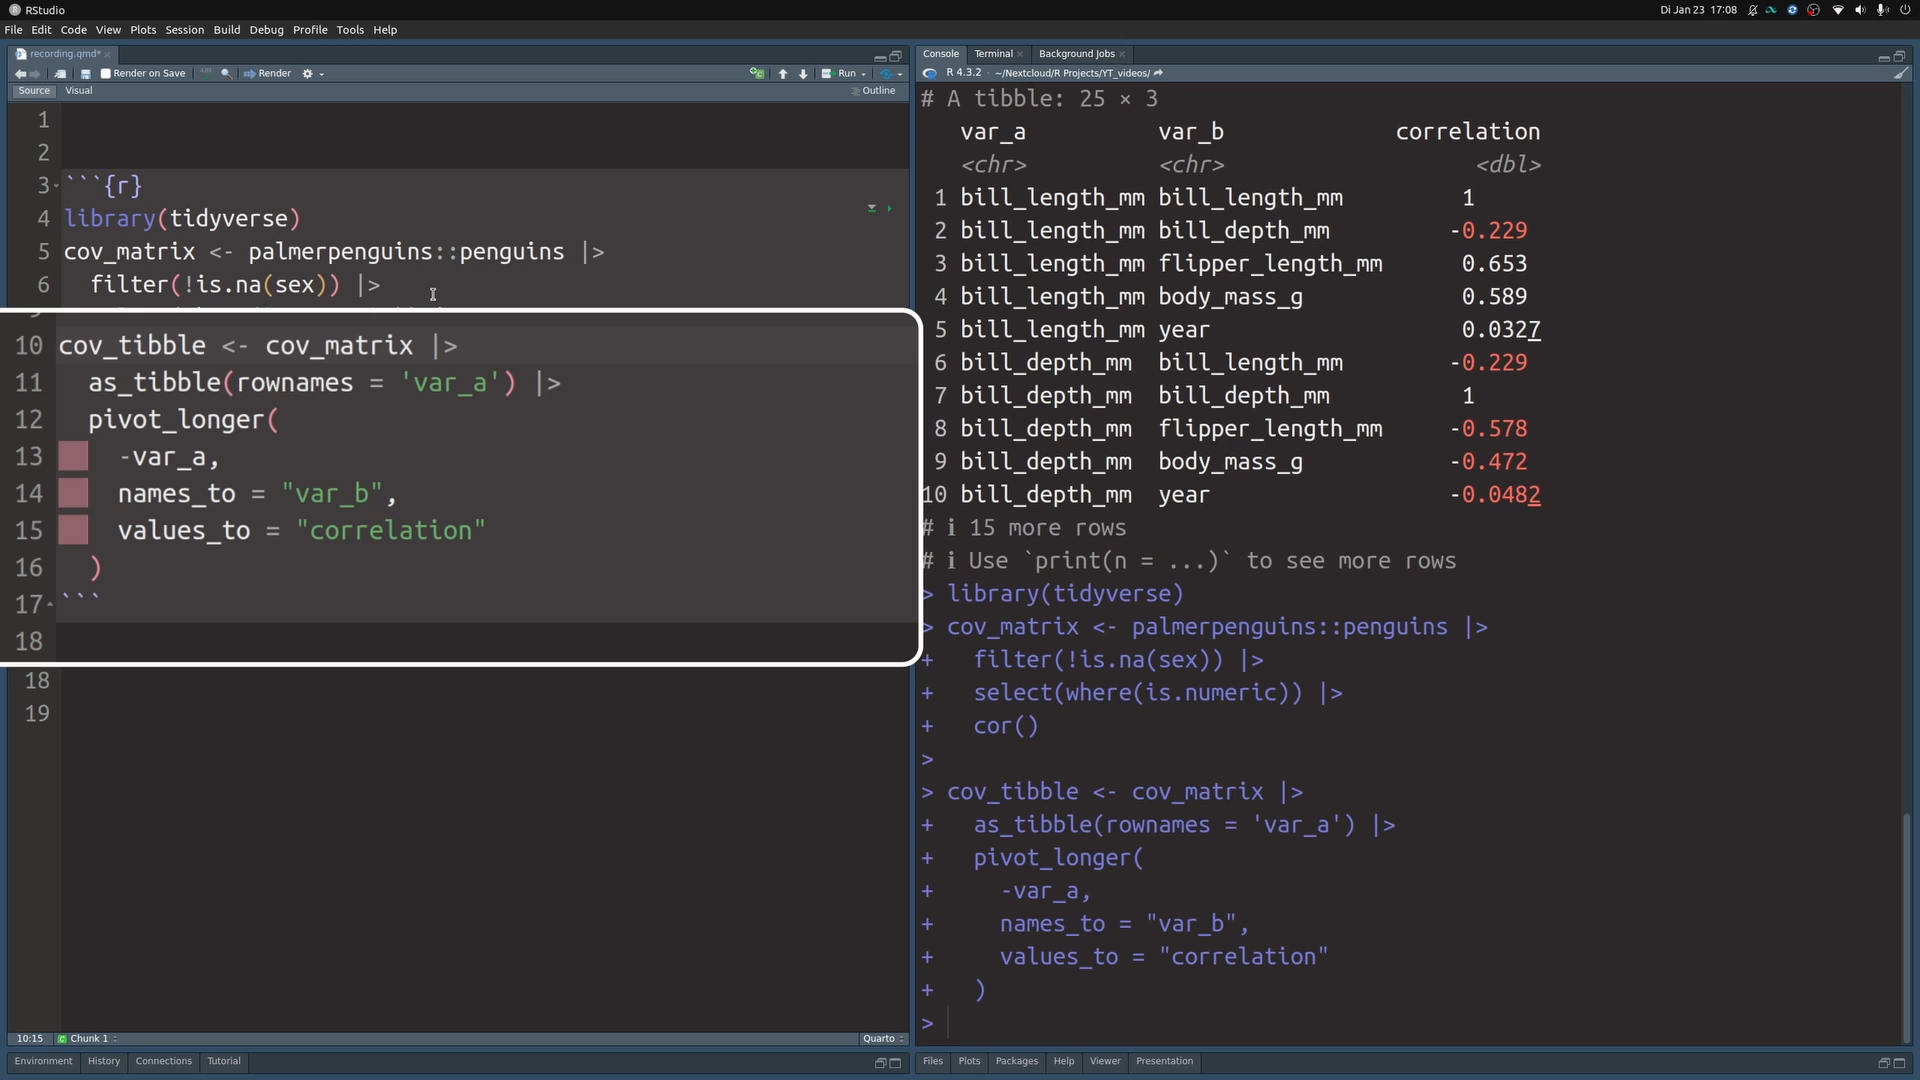 RStudio
Di Jan 23 17:08
File Edit Code View Plots Session Build Debug Profile Tools Help
recording.qmd*
Render on Save
Render
Run
Source Visual
Outline
1
2
3 ```{r}
4 library(tidyverse)
5 cov_matrix <- palmerpenguins::penguins |>
6 filter(!is.na(sex)) |>
10 cov_tibble <- cov_matrix |>
11 as_tibble(rownames = 'var_a') |>
12 pivot_longer(
13 -var_a,
14 names_to = "var_b",
15 values_to = "correlation"
16 )
17 ```
18
18
19
10:15 Chunk 1 Quarto
Environment History Connections Tutorial
Console Terminal Background Jobs
R 4.3.2 · ~/Nextcloud/R Projects/YT_videos/
# A tibble: 25 × 3
var_a var_b correlation
<chr> <chr> <dbl>
1 bill_length_mm bill_length_mm 1
2 bill_length_mm bill_depth_mm -0.229
3 bill_length_mm flipper_length_mm 0.653
4 bill_length_mm body_mass_g 0.589
5 bill_length_mm year 0.0327
6 bill_depth_mm bill_length_mm -0.229
7 bill_depth_mm bill_depth_mm 1
8 bill_depth_mm flipper_length_mm -0.578
9 bill_depth_mm body_mass_g -0.472
10 bill_depth_mm year -0.0482
# ℹ 15 more rows
# ℹ Use `print(n = ...)` to see more rows
> library(tidyverse)
> cov_matrix <- palmerpenguins::penguins |>
+ filter(!is.na(sex)) |>
+ select(where(is.numeric)) |>
+ cor()
>
> cov_tibble <- cov_matrix |>
+ as_tibble(rownames = 'var_a') |>
+ pivot_longer(
+ -var_a,
+ names_to = "var_b",
+ values_to = "correlation"
+ )
>
Files Plots Packages Help Viewer Presentation